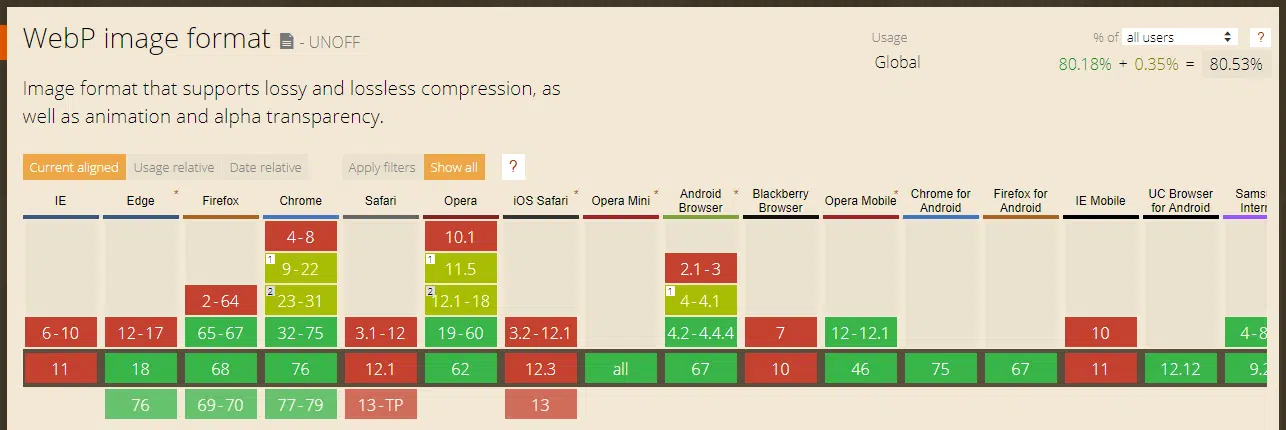 WebP image format - UNOFF
Usage % of all users ?
Global 80.18% + 0.35% = 80.53%
Image format that supports lossy and lossless compression, as
well as animation and alpha transparency.
Current aligned Usage relative Date relative Apply filters Show all ?
IE Edge * Firefox Chrome Safari Opera iOS Safari * Opera Mini * Android Browser * Blackberry Browser Opera Mobile * Chrome for Android Firefox for Android IE Mobile UC Browser for Android Sams Intern
4-8 10.1
1 9-22 1 11.5 2.1-3
2-64 2 23-31 2 12.1-18 1 4-4.1
6-10 12-17 65-67 32-75 3.1-12 19-60 3.2-12.1 4.2-4.4.4 7 12-12.1 10 4-8
11 18 68 76 12.1 62 12.3 all 67 10 46 75 67 11 12.12 9.2
76 69-70 77-79 13-TP 13